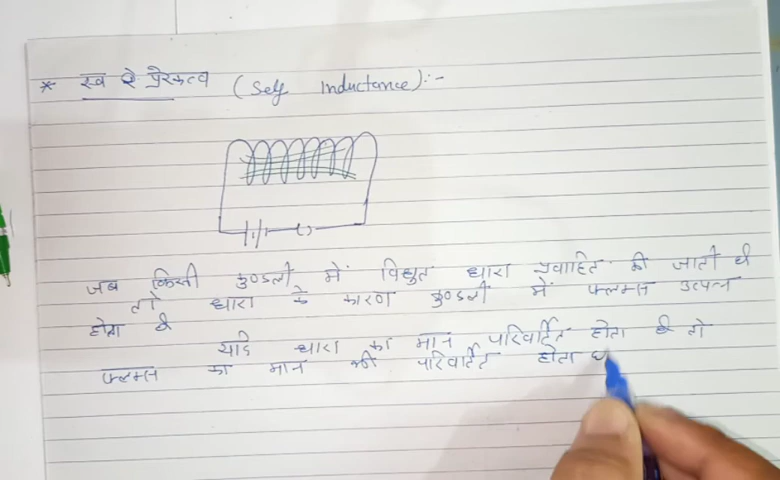 * स्व प्रेरकत्व (Self Inductance):-
जब किसी कुण्डली में विधुत धारा प्रवाहित की जाती है
तो धारा के कारण कुण्डली में फ्लक्स उत्पन्न
होता है
यदि धारा का मान परिवर्तित होता है तो
फ्लक्स का मान भी परिवर्तित होता